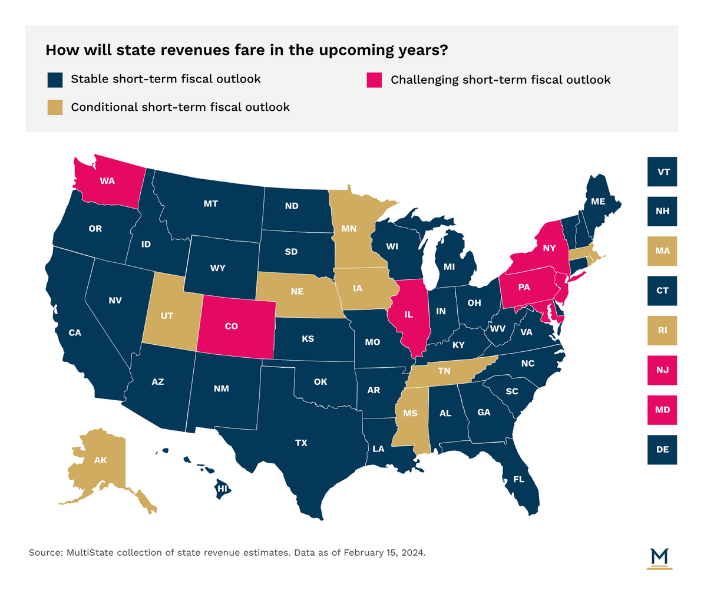 How will state revenues fare in the upcoming years?
Stable short-term fiscal outlook
Challenging short-term fiscal outlook
Conditional short-term fiscal outlook
WA
MT
ND
MN
ME
VT
OR
ID
SD
WI
MI
NY
NH
WY
MA
NE
IA
PA
CT
NV
UT
CO
IL
IN
OH
RI
CA
KS
MO
KY
WV
VA
NJ
AZ
NM
OK
AR
TN
NC
MD
MS
AL
GA
SC
DE
TX
LA
FL
AK
HI
Source: MultiState collection of state revenue estimates. Data as of February 15, 2024.
M